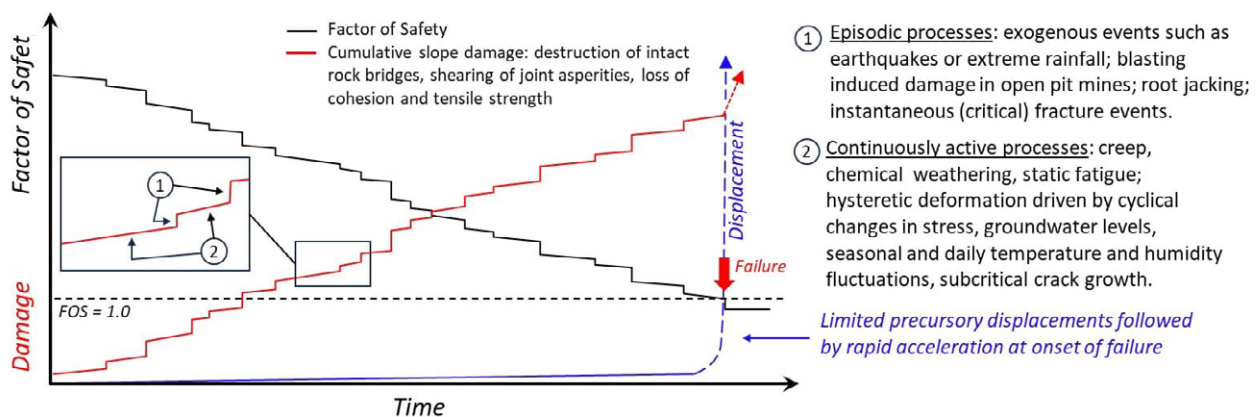 Factor of Safet
Damage
Factor of Safety
Cumulative slope damage: destruction of intact
rock bridges, shearing of joint asperities, loss of
cohesion and tensile strength
1
2
FOS = 1.0
Displacement
Failure
Time
1 Episodic processes: exogenous events such as
earthquakes or extreme rainfall; blasting
induced damage in open pit mines; root jacking;
instantaneous (critical) fracture events.
2 Continuously active processes: creep,
chemical weathering, static fatigue;
hysteretic deformation driven by cyclical
changes in stress, groundwater levels,
seasonal and daily temperature and humidity
fluctuations, subcritical crack growth.
Limited precursory displacements followed
by rapid acceleration at onset of failure